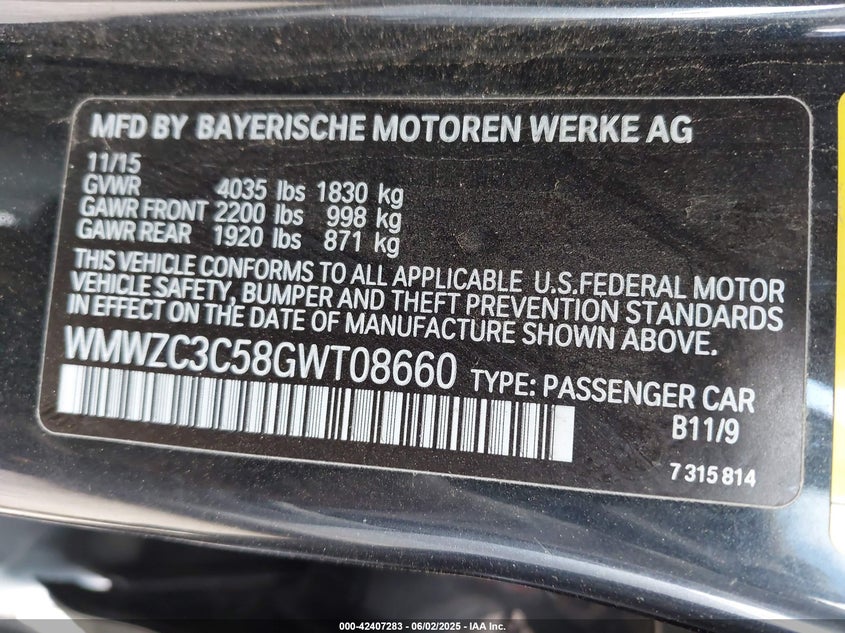 MFD BY BAYERISCHE MOTOREN WERKE AG
11/15
GVWR 4035 lbs 1830 kg
GAWR FRONT 2200 lbs 998 kg
GAWR REAR 1920 lbs 871 kg
THIS VEHICLE CONFORMS TO ALL APPLICABLE U.S.FEDERAL MOTOR
VEHICLE SAFETY, BUMPER AND THEFT PREVENTION STANDARDS
IN EFFECT ON THE DATE OF MANUFACTURE SHOWN ABOVE.
WMWZC3C58GWT08660 TYPE: PASSENGER CAR
B11/9
7 315 814
000-42407283 - 06/02/2025 - IAA Inc.